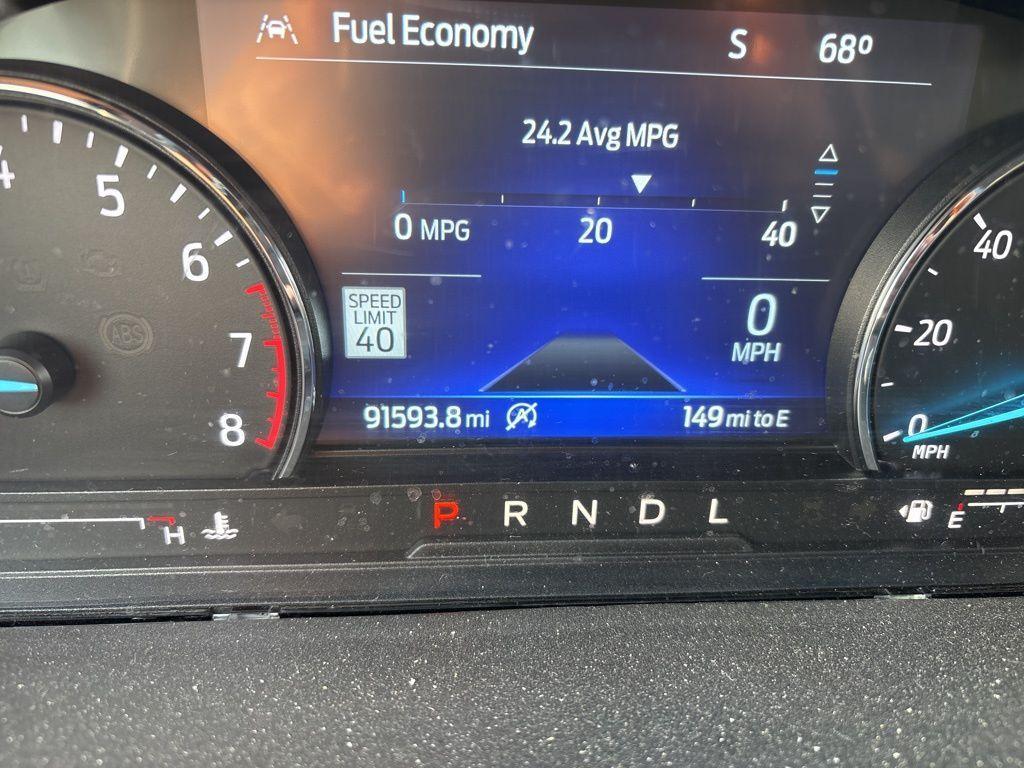 Fuel Economy S 68°
24.2 Avg MPG
0 MPG 20 40
SPEED
LIMIT
40
0
MPH
91593.8 mi A 149 mi to E
4
5
6
7
8
ABS
40
20
0
MPH
H
P R N D L
E